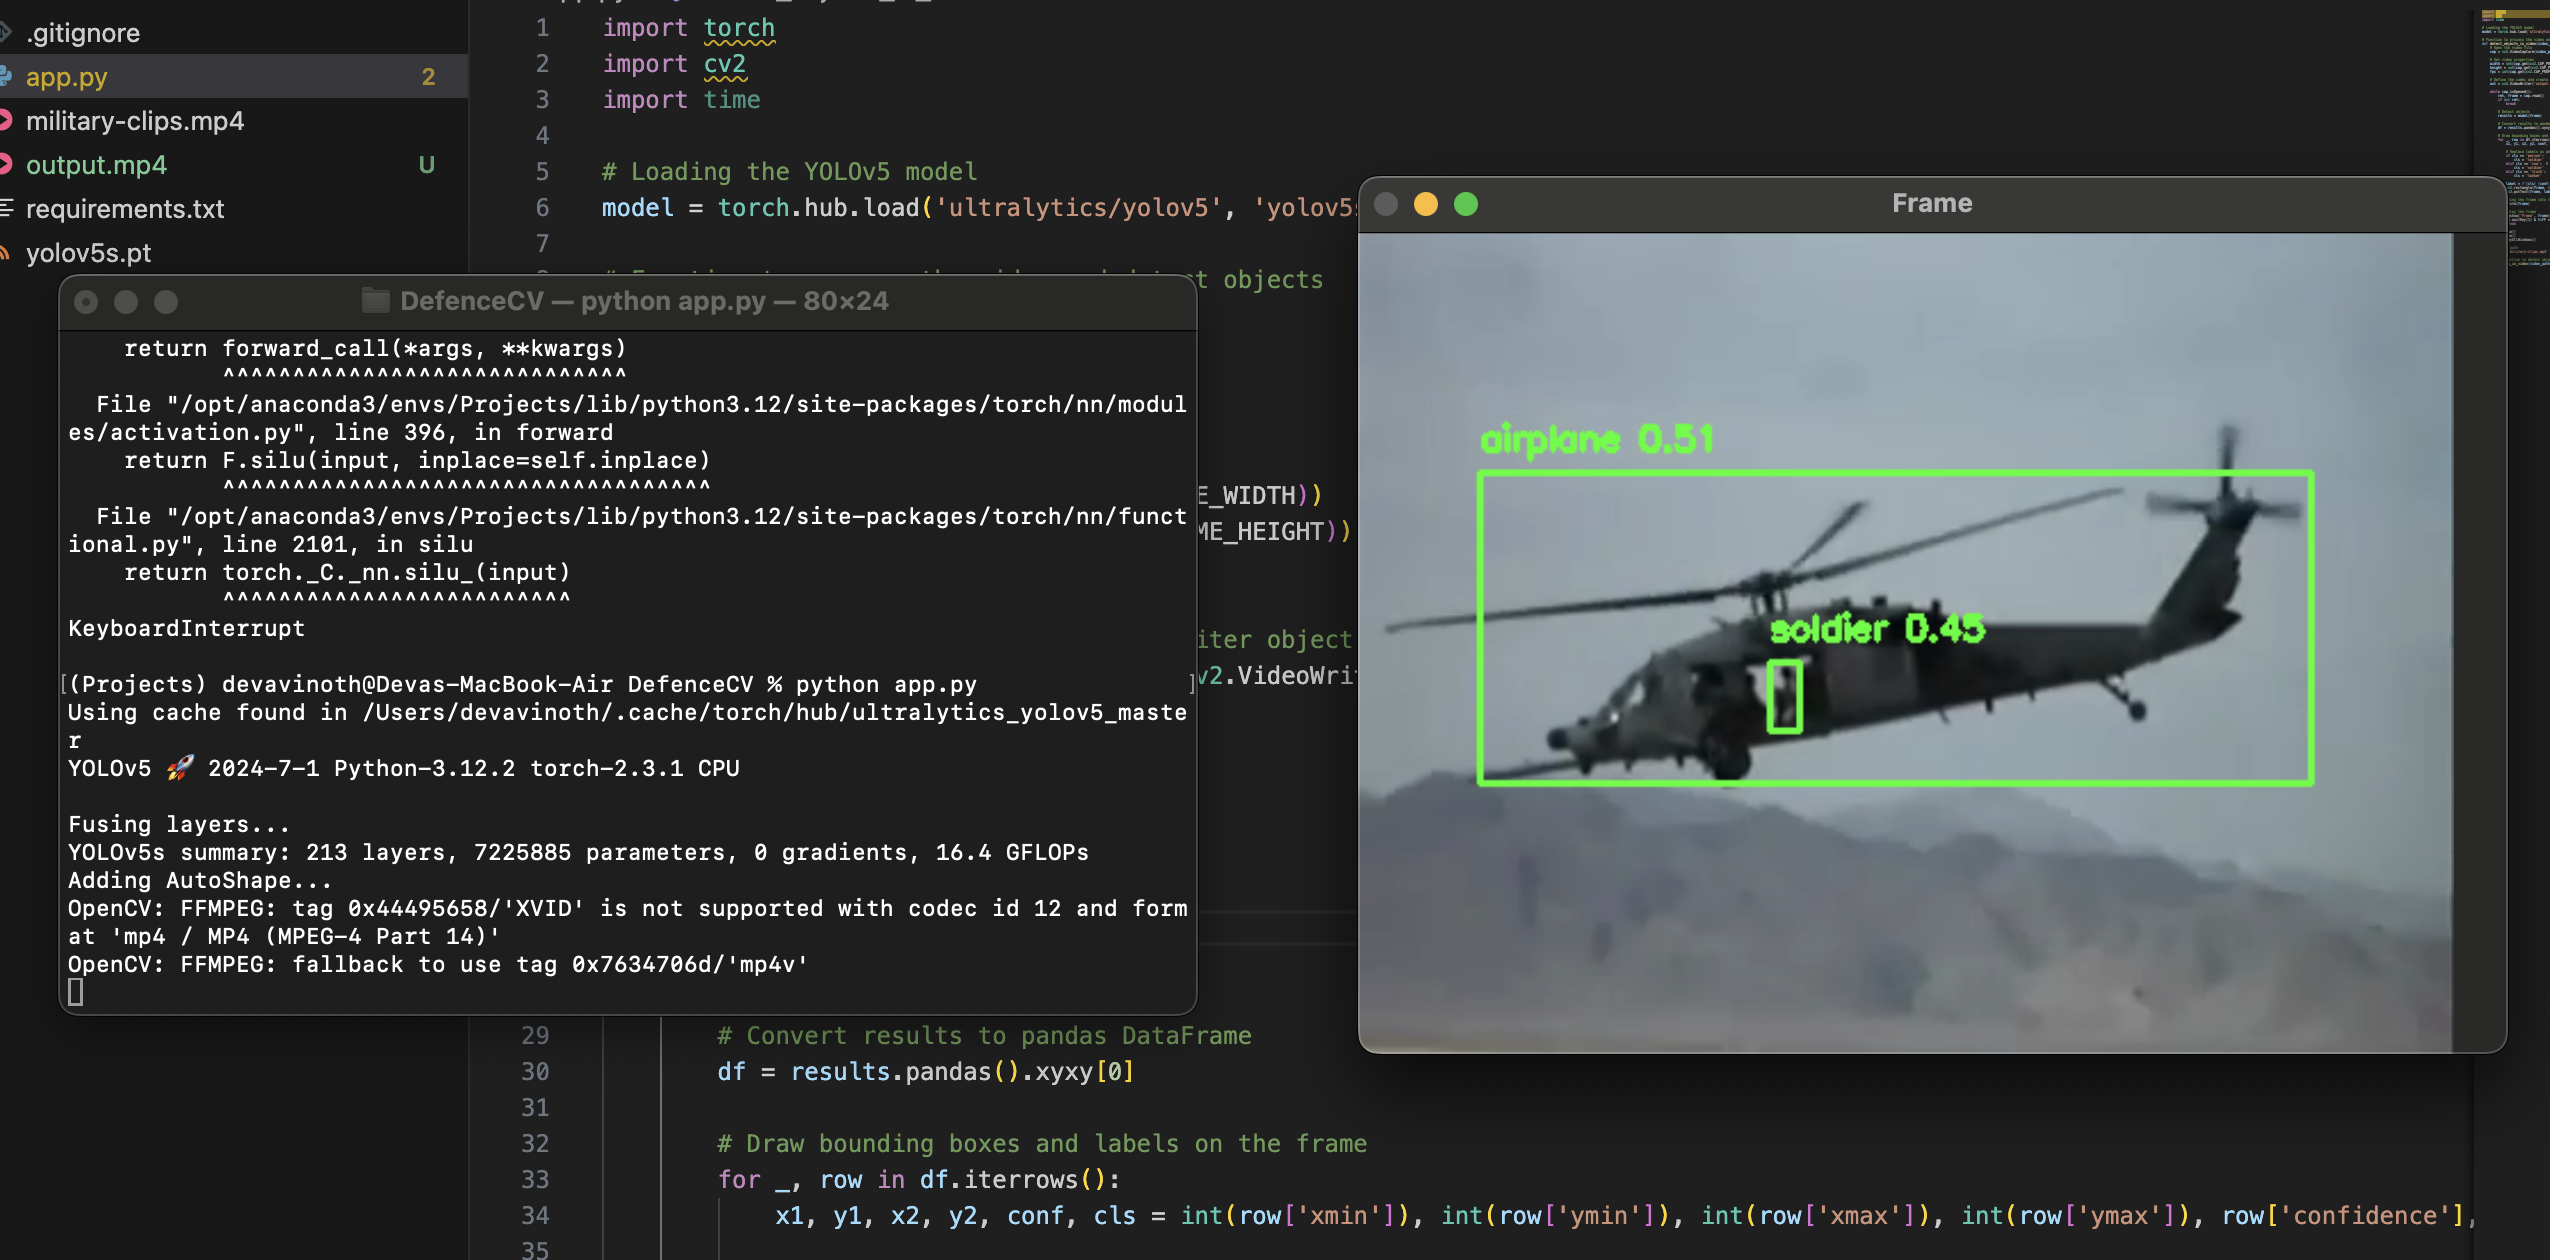 .gitignore
app.py 2
military-clips.mp4
output.mp4 U
requirements.txt
yolov5s.pt
1 import torch
2 import cv2
3 import time
4
5 # Loading the YOLOv5 model
6 model = torch.hub.load('ultralytics/yolov5', 'yolov5s
7
t objects
E_WIDTH))
ME_HEIGHT))
iter object
v2.VideoWri
DefenceCV — python app.py — 80×24
return forward_call(*args, **kwargs)
^^^^^^^^^^^^^^^^^^^^^^^^^^^^^
File "/opt/anaconda3/envs/Projects/lib/python3.12/site-packages/torch/nn/modul
es/activation.py", line 396, in forward
return F.silu(input, inplace=self.inplace)
^^^^^^^^^^^^^^^^^^^^^^^^^^^^^^^^^^^
File "/opt/anaconda3/envs/Projects/lib/python3.12/site-packages/torch/nn/funct
ional.py", line 2101, in silu
return torch._C._nn.silu_(input)
^^^^^^^^^^^^^^^^^^^^^^^^^
KeyboardInterrupt
[(Projects) devavinoth@Devas-MacBook-Air DefenceCV % python app.py ]
Using cache found in /Users/devavinoth/.cache/torch/hub/ultralytics_yolov5_maste
r
YOLOv5 🚀 2024-7-1 Python-3.12.2 torch-2.3.1 CPU
Fusing layers...
YOLOv5s summary: 213 layers, 7225885 parameters, 0 gradients, 16.4 GFLOPs
Adding AutoShape...
OpenCV: FFMPEG: tag 0x44495658/'XVID' is not supported with codec id 12 and form
at 'mp4 / MP4 (MPEG-4 Part 14)'
OpenCV: FFMPEG: fallback to use tag 0x7634706d/'mp4v'
Frame
airplane 0.51
soldier 0.45
29 # Convert results to pandas DataFrame
30 df = results.pandas().xyxy[0]
31
32 # Draw bounding boxes and labels on the frame
33 for _, row in df.iterrows():
34 x1, y1, x2, y2, conf, cls = int(row['xmin']), int(row['ymin']), int(row['xmax']), int(row['ymax']), row['confidence'],
35